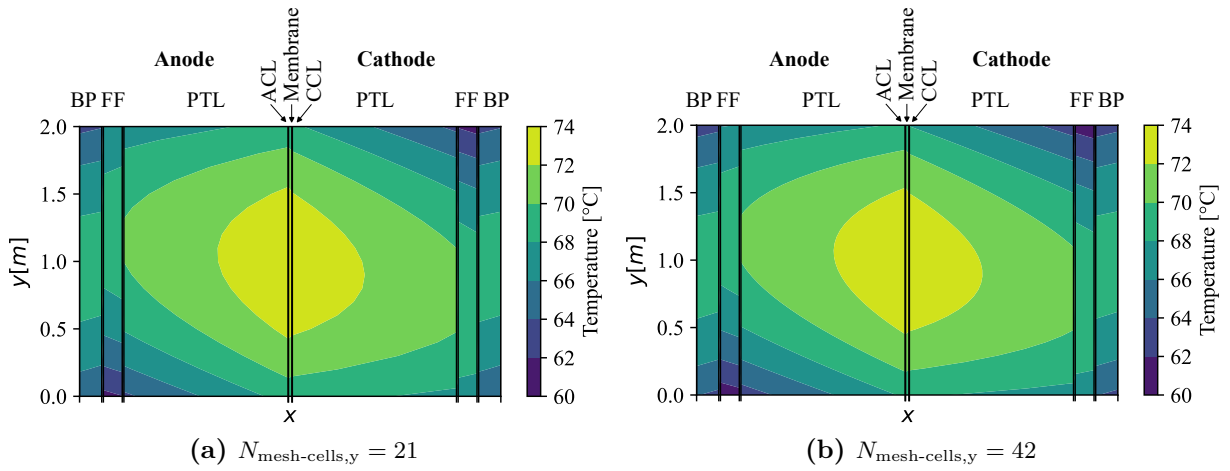 Anode
ACL
Membrane
CCL
Cathode
BP FF PTL PTL FF BP
2.0
1.5
1.0
0.5
0.0
y[m]
x
74
72
70
68
66
64
62
60
Temperature [°C]
(a) N_mesh-cells,y = 21
Anode
ACL
Membrane
CCL
Cathode
BP FF PTL PTL FF BP
2.0
1.5
1.0
0.5
0.0
y[m]
x
74
72
70
68
66
64
62
60
Temperature [°C]
(b) N_mesh-cells,y = 42